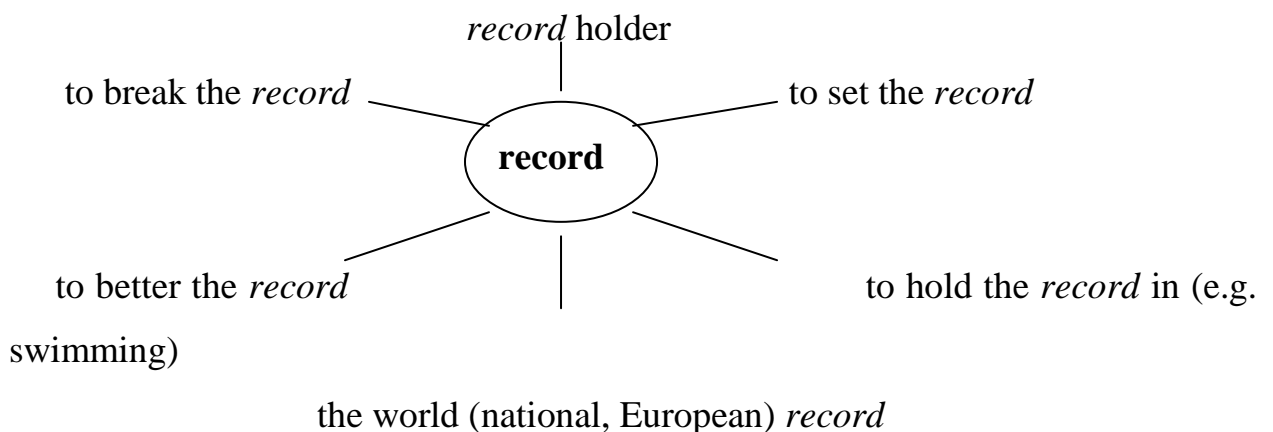 record holder
to break the record
to set the record
record
to better the record
to hold the record in (e.g.
swimming)
the world (national, European) record